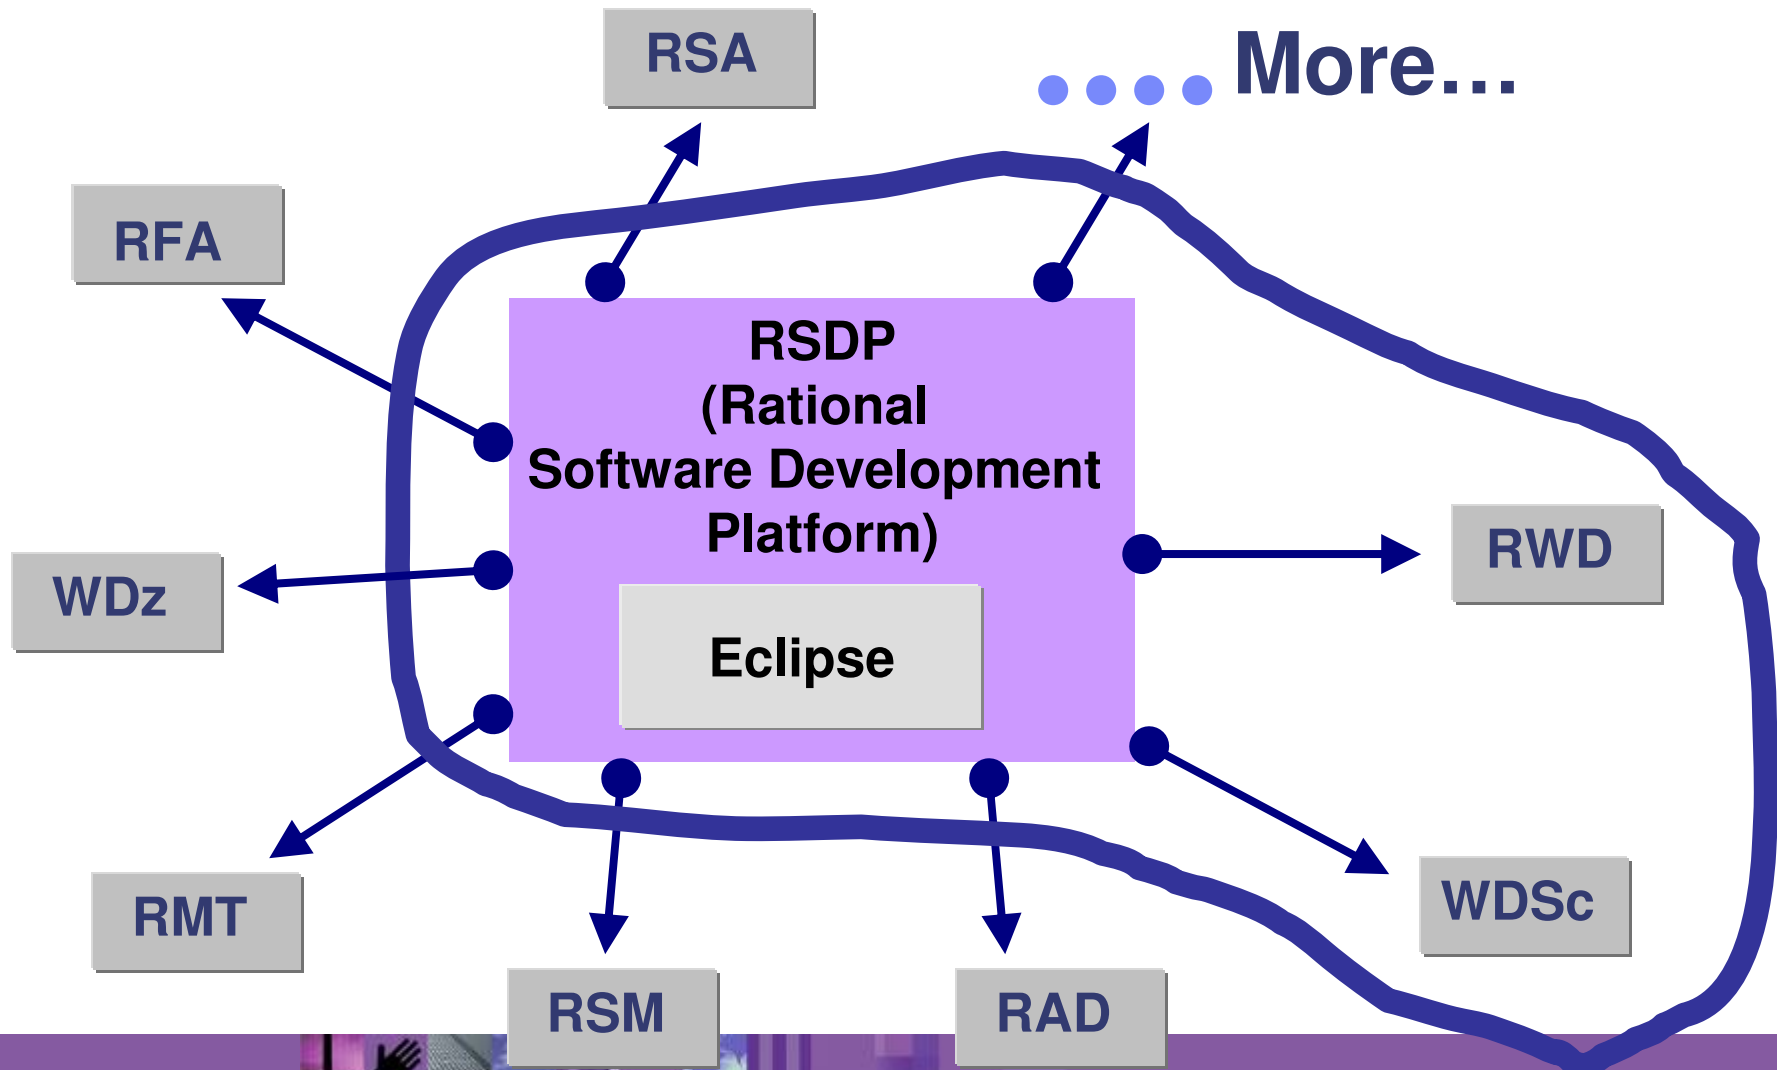 RSA
More...
RFA
RSDP
(Rational
Software Development
Platform)
RWD
WDz
Eclipse
WDSc
RMT
RSM
RAD